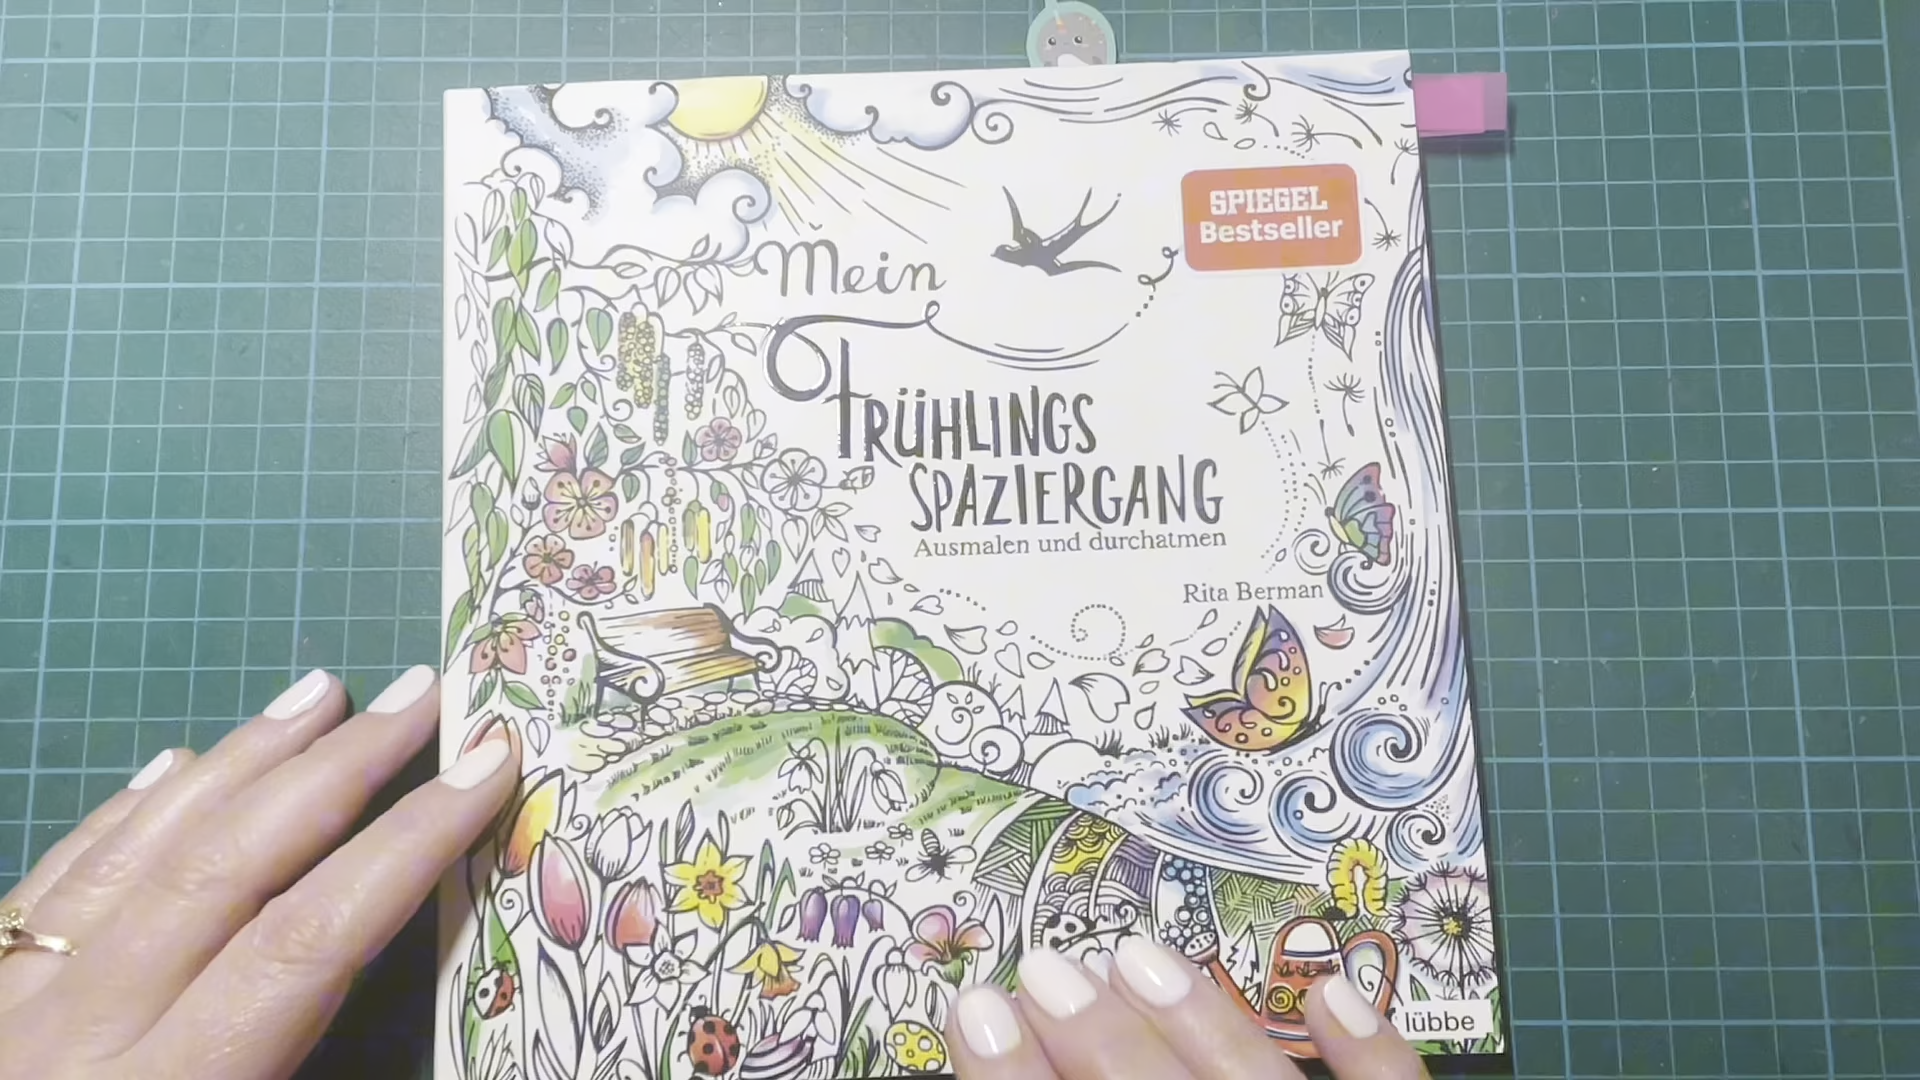 SPIEGEL
Bestseller
Mein
FRÜHLINGS
SPAZIERGANG
Ausmalen und durchatmen
Rita Berman
lübbe